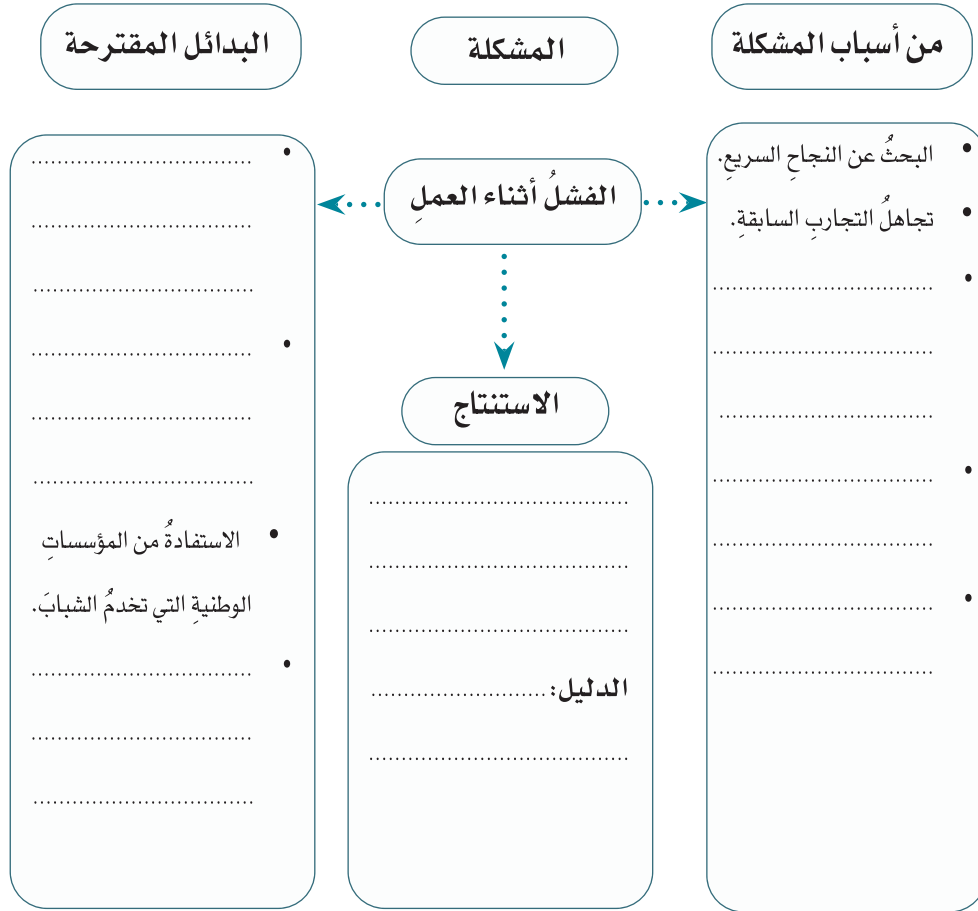 من أسباب المشكلة
المشكلة
البدائل المقترحة
• البحثُ عن النجاحِ السريعِ.
• تجاهلُ التجاربِ السابقةِ.
• ..................................
..................................
.................................
• ..................................
..................................
• ..................................
..................................
الفشلُ أثناء العملِ
الاستنتاج
........................................
........................................
........................................
الدليل: ...........................
........................................
• ..................................
..................................
..................................
• ..................................
..................................
..................................
• الاستفادةُ من المؤسساتِ
الوطنيةِ التي تخدمُ الشبابَ.
• ..................................
..................................
..................................